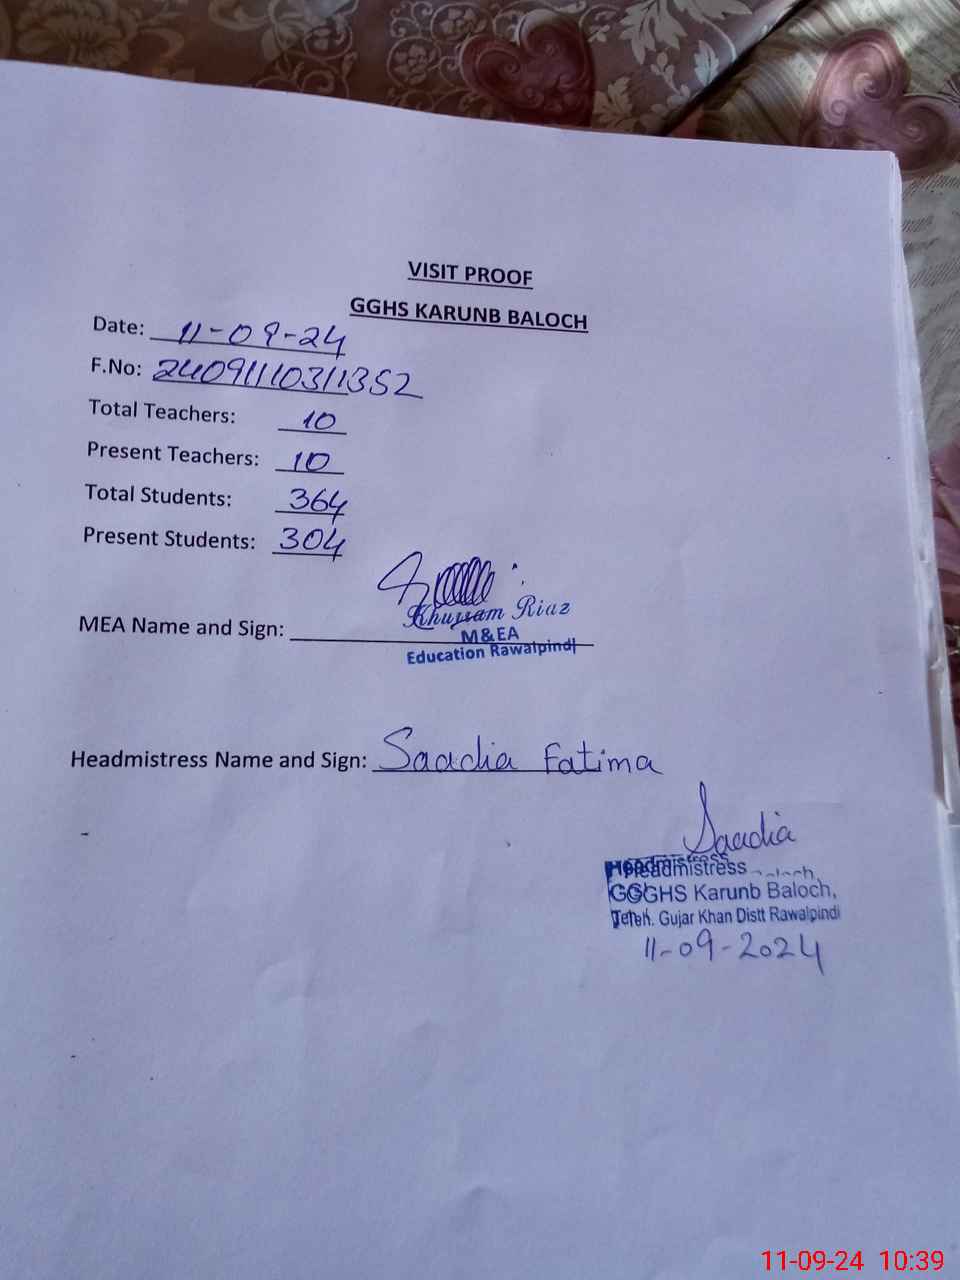 VISIT PROOF
GGHS KARUNB BALOCH
Date: 11-09-24
F.No: 24091110311352
Total Teachers: 10
Present Teachers: 10
Total Students: 364
Present Students: 304
Khurram Riaz
MEA Name and Sign:
M&EA
Education Rawalpindi
Headmistress Name and Sign: Saadia Fatima
Saadia
Headmistress
GGHS Karunb Baloch,
Teh. Gujar Khan Distt Rawalpindi
11-09-2024
11-09-24 10:39